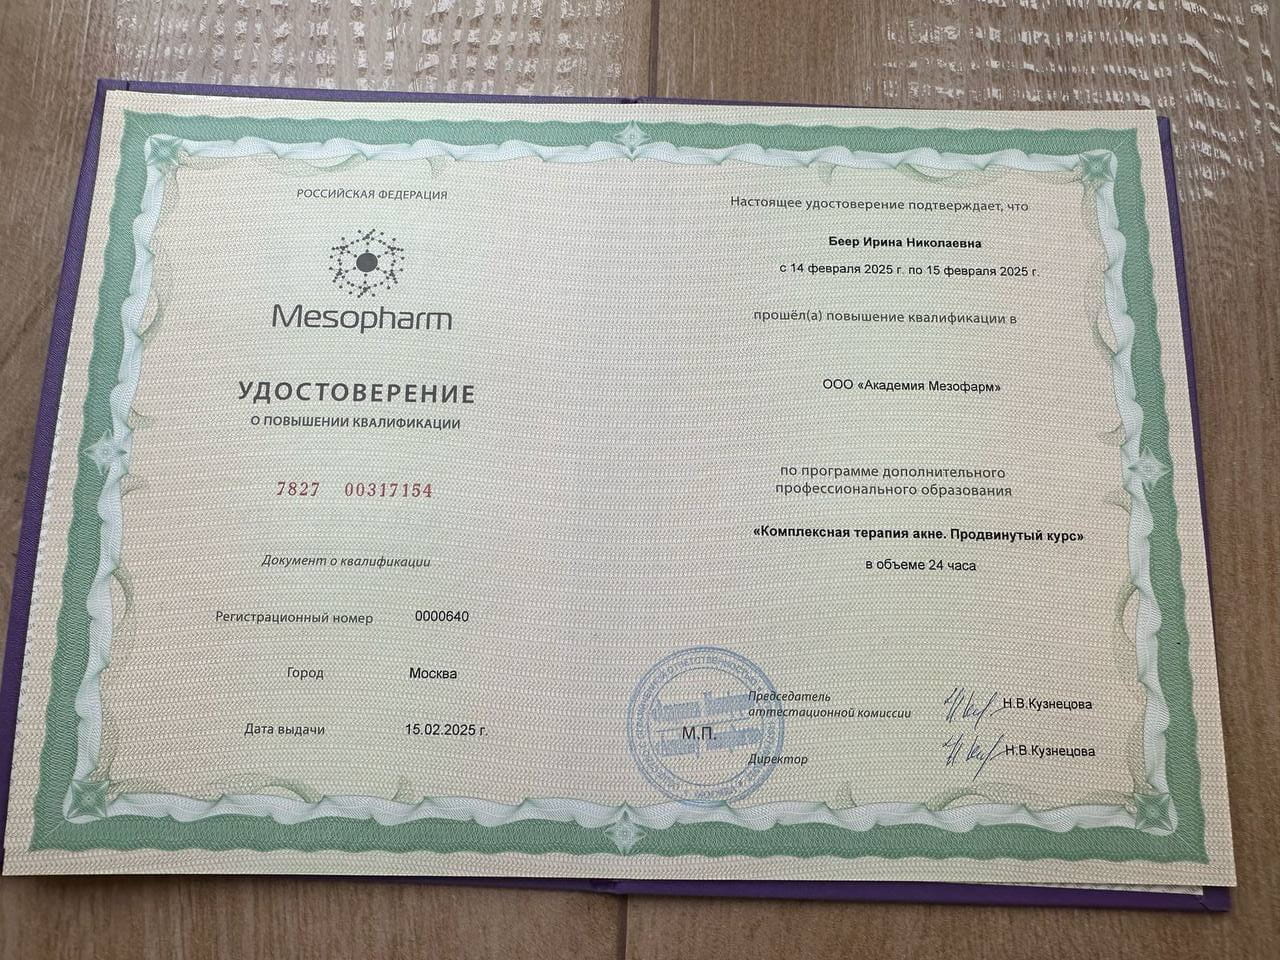 РОССИЙСКАЯ ФЕДЕРАЦИЯ
Mesopharm
УДОСТОВЕРЕНИЕ
О ПОВЫШЕНИИ КВАЛИФИКАЦИИ
7827 00317154
Документ о квалификации
Регистрационный номер 0000640
Город Москва
Дата выдачи 15.02.2025 г.
Настоящее удостоверение подтверждает, что
Беер Ирина Николаевна
с 14 февраля 2025 г. по 15 февраля 2025 г.
прошёл(а) повышение квалификации в
ООО «Академия Мезофарм»
по программе дополнительного
профессионального образования
«Комплексная терапия акне. Продвинутый курс»
в объеме 24 часа
Председатель
аттестационной комиссии Н.В.Кузнецова
М.П.
Директор Н.В.Кузнецова